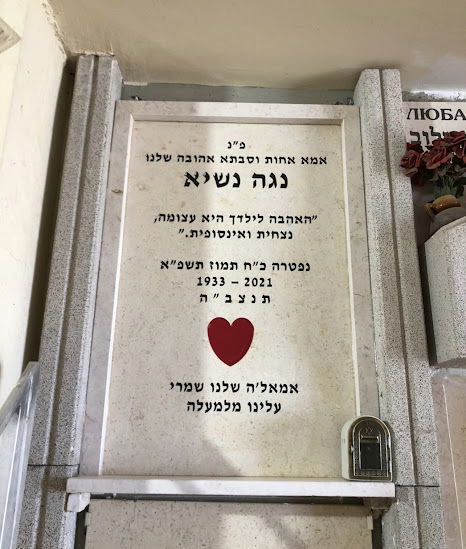 פ"נ
אמא אחות וסבתא אהובה שלנו
נגה נשיא
"האהבה לילדך היא עצומה,
נצחית ואינסופית."
נפטרה כ"ח תמוז תשפ"א
1933 – 2021
ת נ צ ב " ה
אמאל'ה שלנו שמרי
עלינו מלמעלה
ЛЮБА